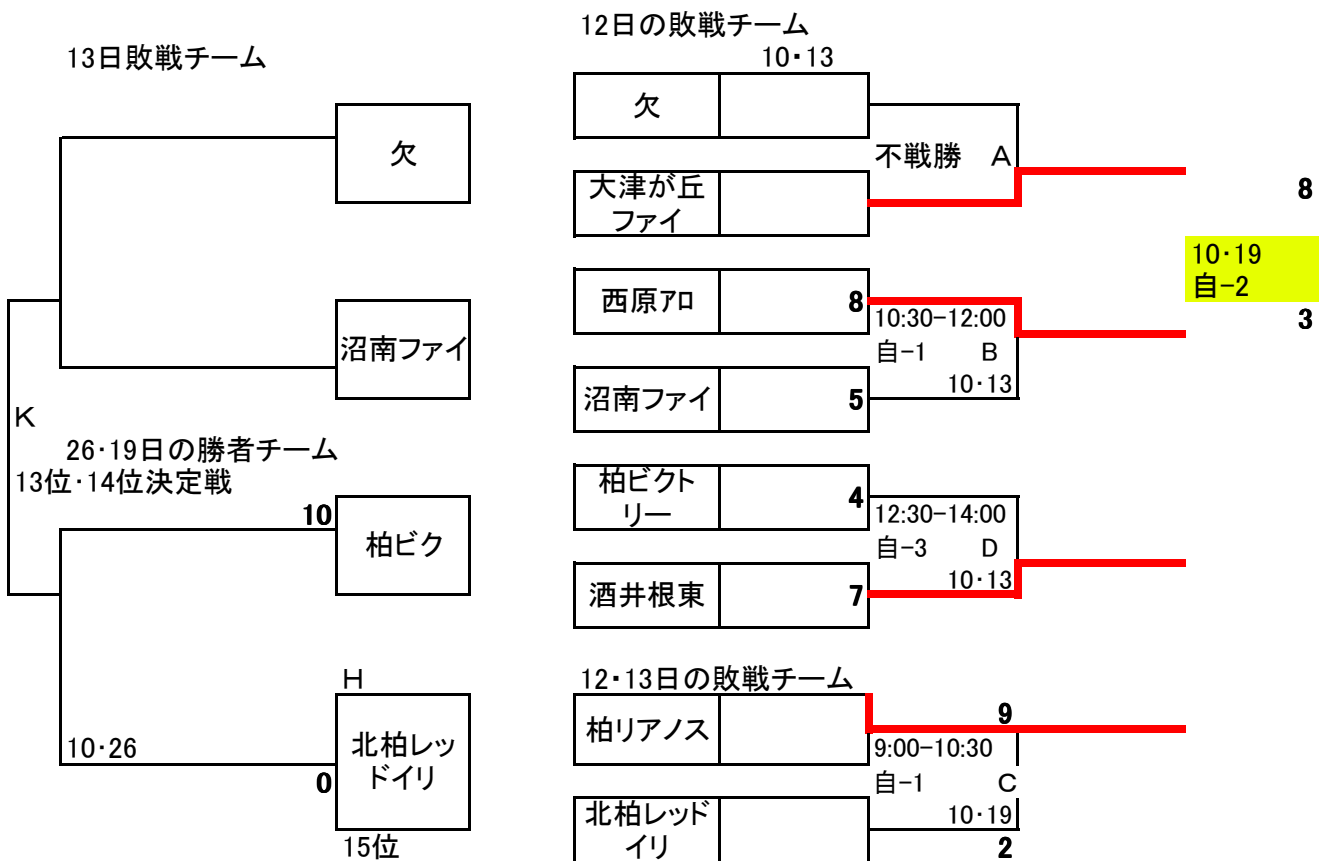 12日の敗戦チーム
13日敗戦チーム
10・13
欠
欠
不戦勝 A
大津が丘
ファイ
8
10・19
自-2
西原アロ
8
10:30-12:00
3
沼南ファイ
自-1 B
10・13
沼南ファイ
5
K
26・19日の勝者チーム
13位・14位決定戦
柏ビクト
リー
4
10
12:30-14:00
柏ビク
自-3 D
10・13
酒井根東
7
H
12・13日の敗戦チーム
9
柏リアノス
10・26
北柏レッ
ドイリ
9:00-10:30
0
自-1 C
10・19
北柏レッド
イリ
15位
2